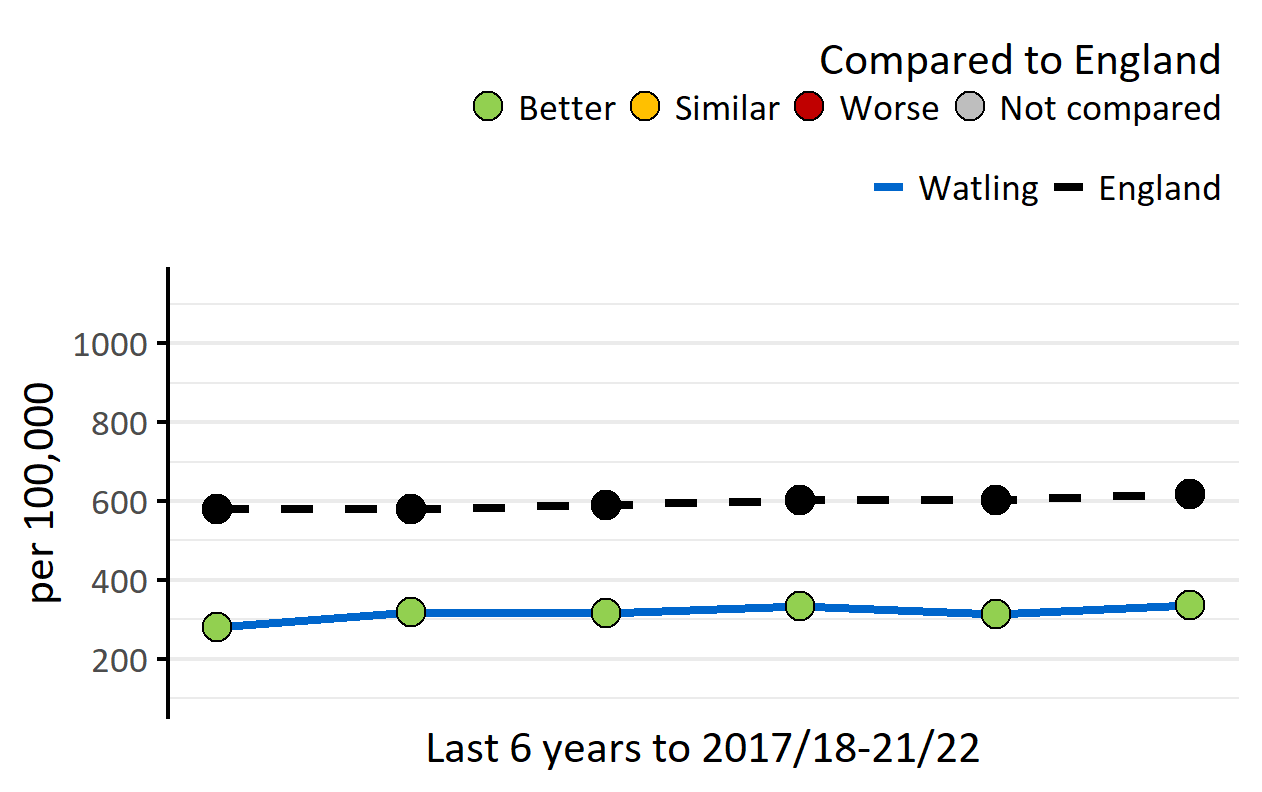 Compared to England
Better Similar Worse Not compared
Watling England
1000
800
600
400
200
per 100,000
Last 6 years to 2017/18-21/22